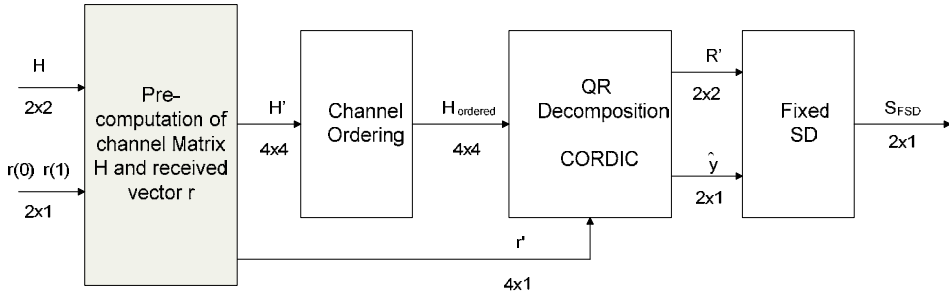 H
2x2
r(0) r(1)
2x1
Pre-
computation of
channel Matrix
H and received
vector r
H'
4x4
Channel
Ordering
H ordered
4x4
r'
4x1
QR
Decomposition
CORDIC
R'
2x2
ŷ
2x1
Fixed
SD
SFSD
2x1